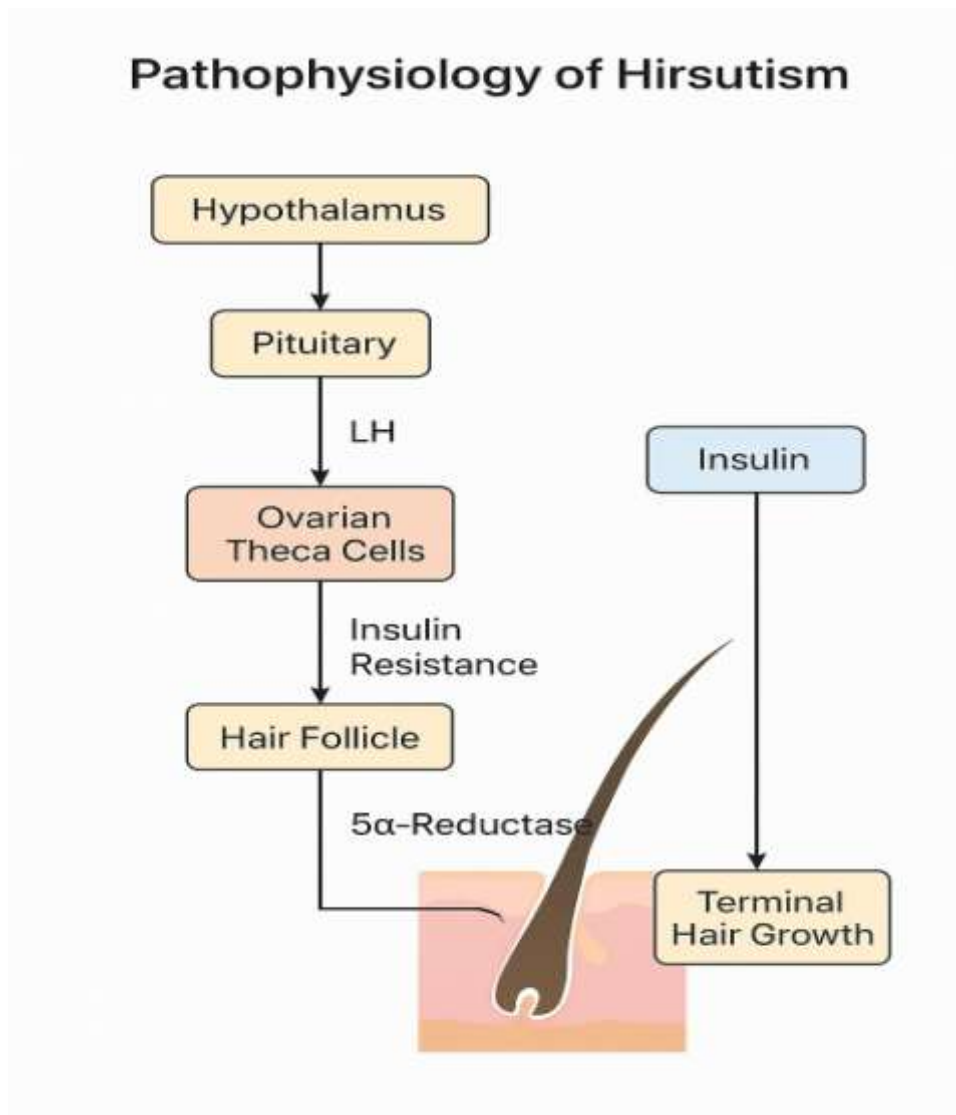 Pathophysiology of Hirsutism
Hypothalamus
Pituitary
LH
Insulin
Ovarian
Theca Cells
Insulin
Resistance
Hair Follicle
5α-Reductase
Terminal
Hair Growth